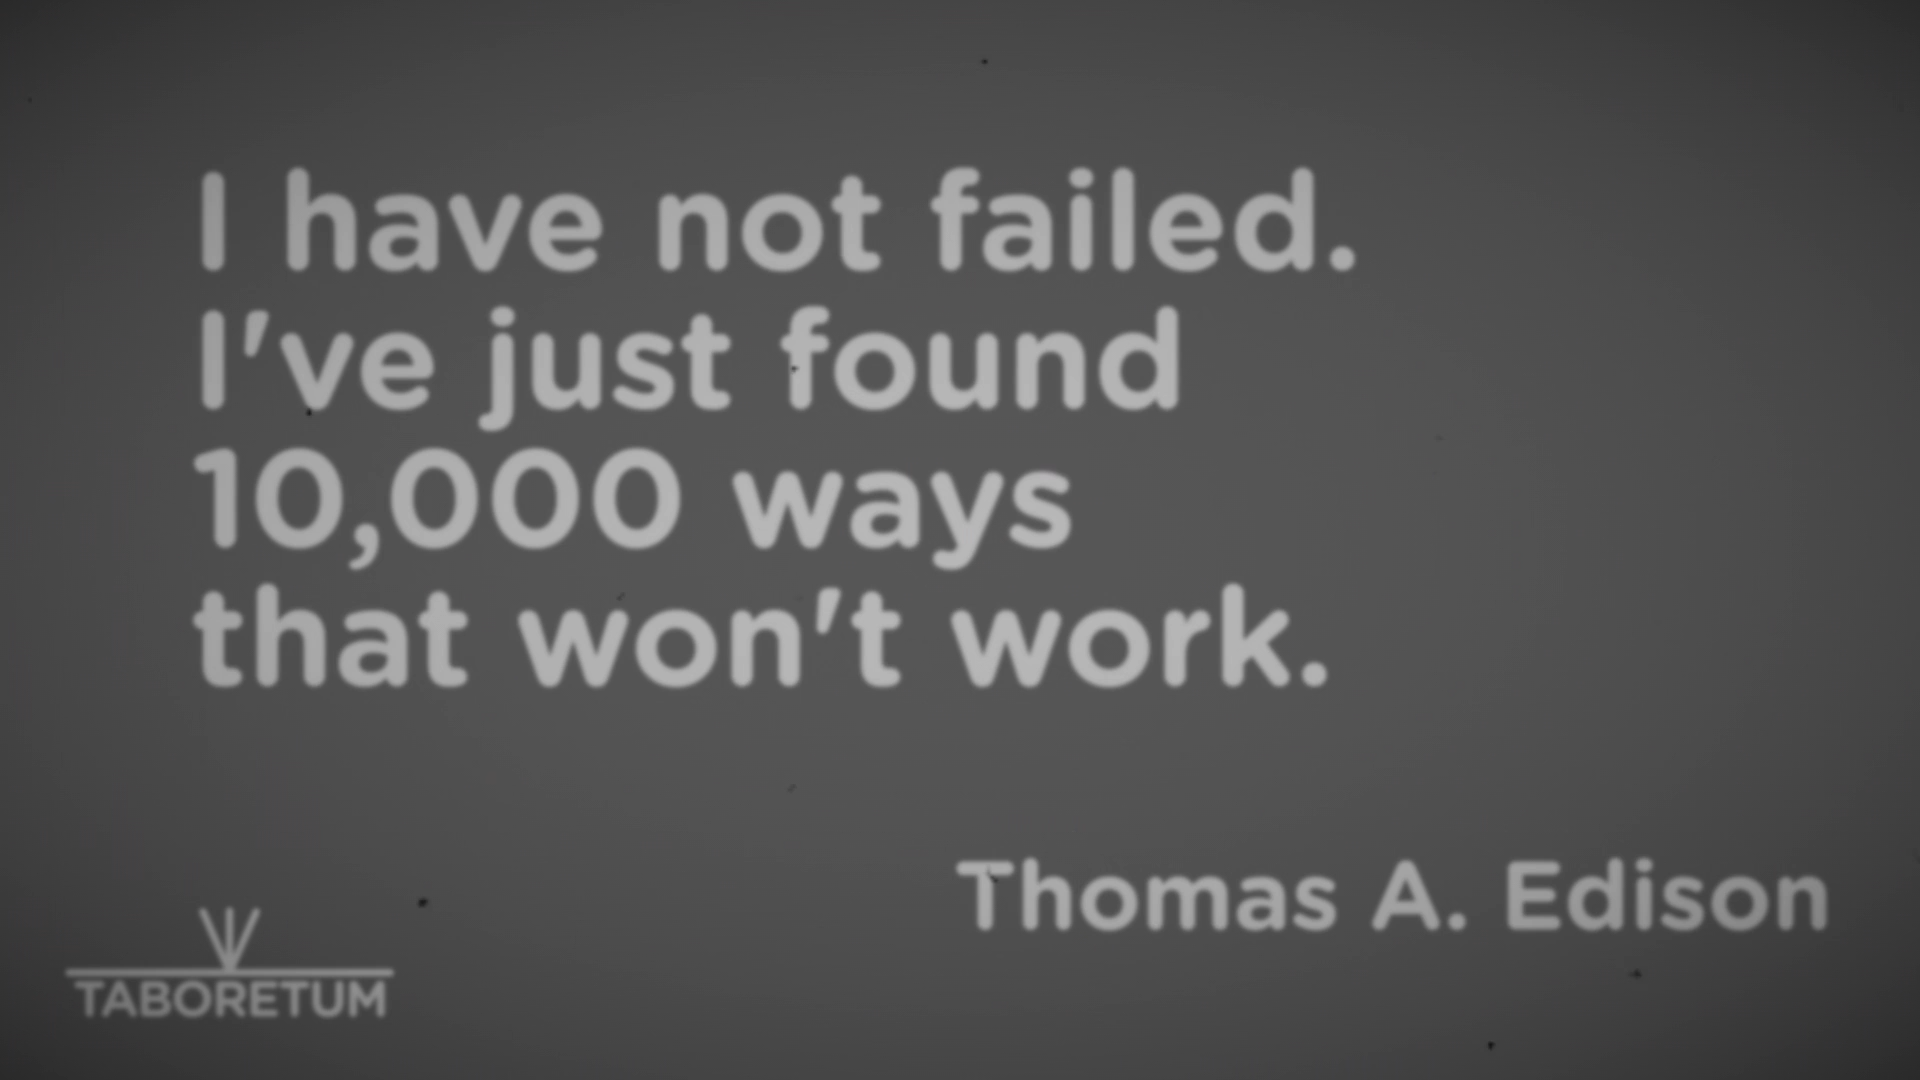 I have not failed.
I've just found
10,000 ways
that won't work.
Thomas A. Edison
TABORETUM